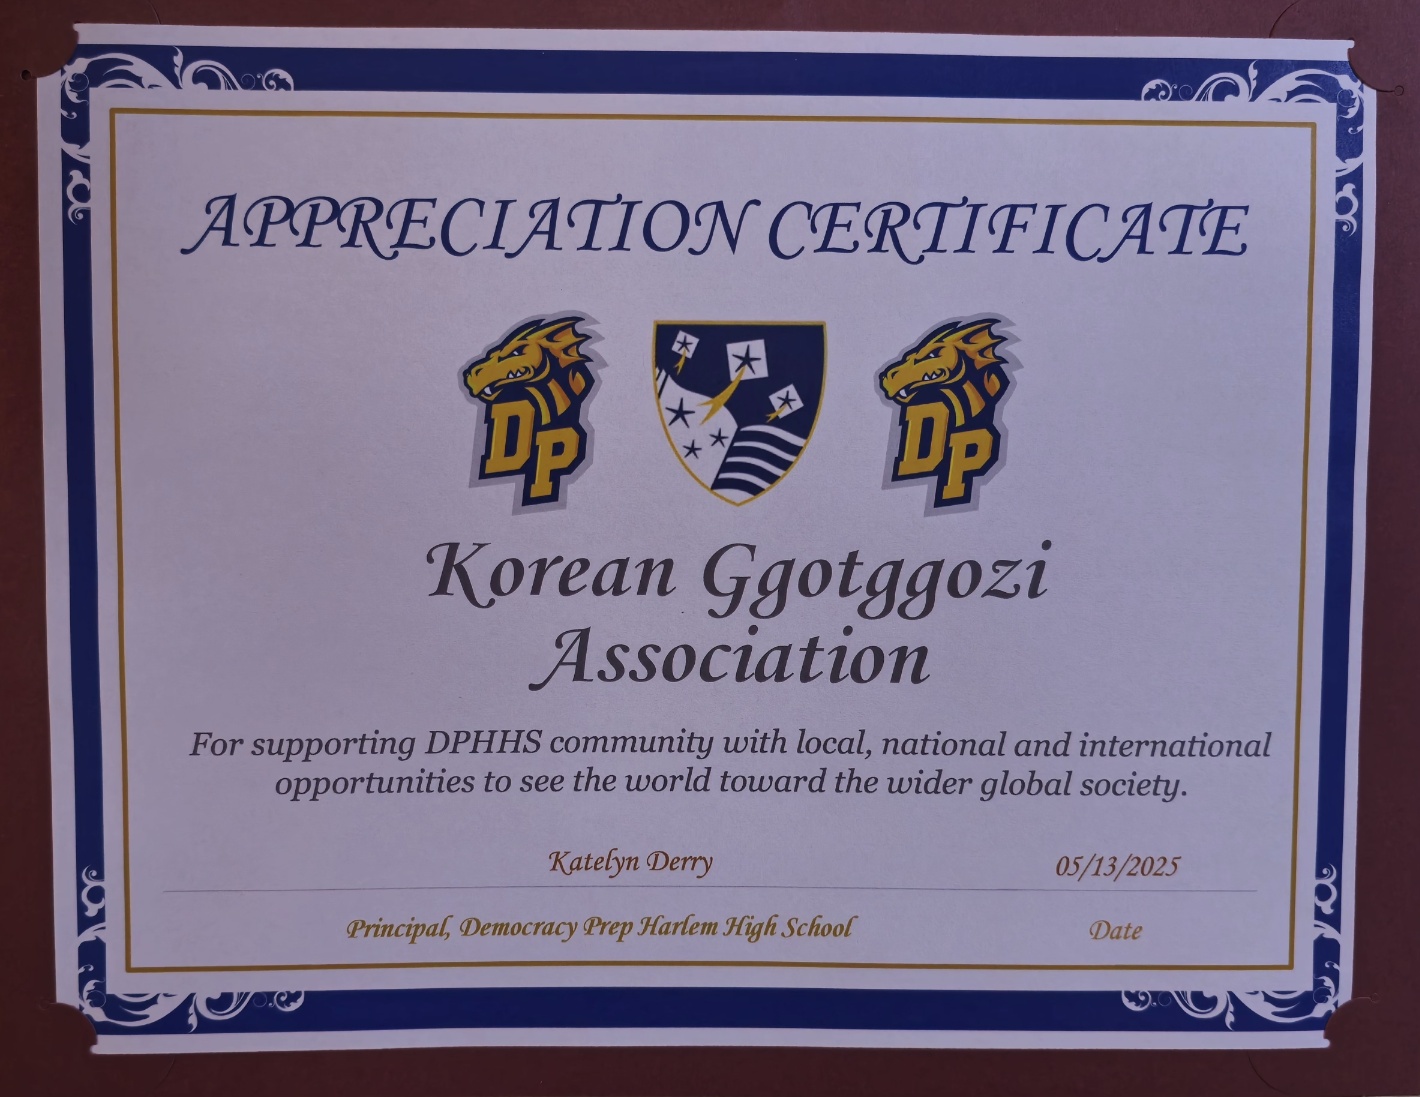 APPRECIATION CERTIFICATE
DP
DP
Korean Ggotggozi
Association
For supporting DPHHS community with local, national and international
opportunities to see the world toward the wider global society.
Katelyn Derry
05/13/2025
Principal, Democracy Prep Harlem High School
Date